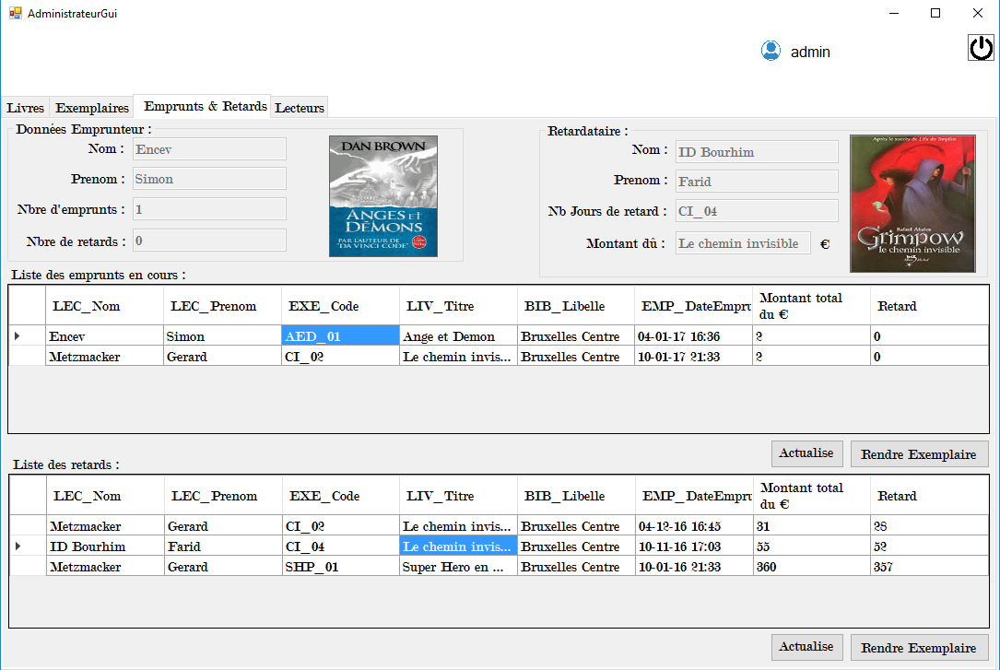 AdministrateurGui
admin
Livres Exemplaires Emprunts & Retards Lecteurs
Données Emprunteur :
Nom : Encev
Prenom : Simon
Nbre d'emprunts : 1
Nbre de retards : 0
DAN BROWN
ANGES ET
DÉMONS
PAR L'AUTEUR DE
"DA VINCI CODE"
Retardataire :
Nom : ID Bourhim
Prenom : Farid
Nb Jours de retard : CI_04
Montant dû : Le chemin invisible €
Après le succès de L'Ile du Templier
Rafael Ábalos
Grimpow
le chemin invisible
Liste des emprunts en cours :
LEC_Nom LEC_Prenom EXE_Code LIV_Titre BIB_Libelle EMP_DateEmpru Montant total du € Retard
Encev Simon AED_01 Ange et Demon Bruxelles Centre 04-01-17 16:36 2 0
Metzmacker Gerard CI_02 Le chemin invis... Bruxelles Centre 10-01-17 21:33 2 0
Actualise Rendre Exemplaire
Liste des retards :
LEC_Nom LEC_Prenom EXE_Code LIV_Titre BIB_Libelle EMP_DateEmpru Montant total du € Retard
Metzmacker Gerard CI_02 Le chemin invis... Bruxelles Centre 04-12-16 16:45 31 28
ID Bourhim Farid CI_04 Le chemin invis... Bruxelles Centre 10-11-16 17:03 55 52
Metzmacker Gerard SHP_01 Super Hero en ... Bruxelles Centre 10-01-16 21:33 360 357
Actualise Rendre Exemplaire